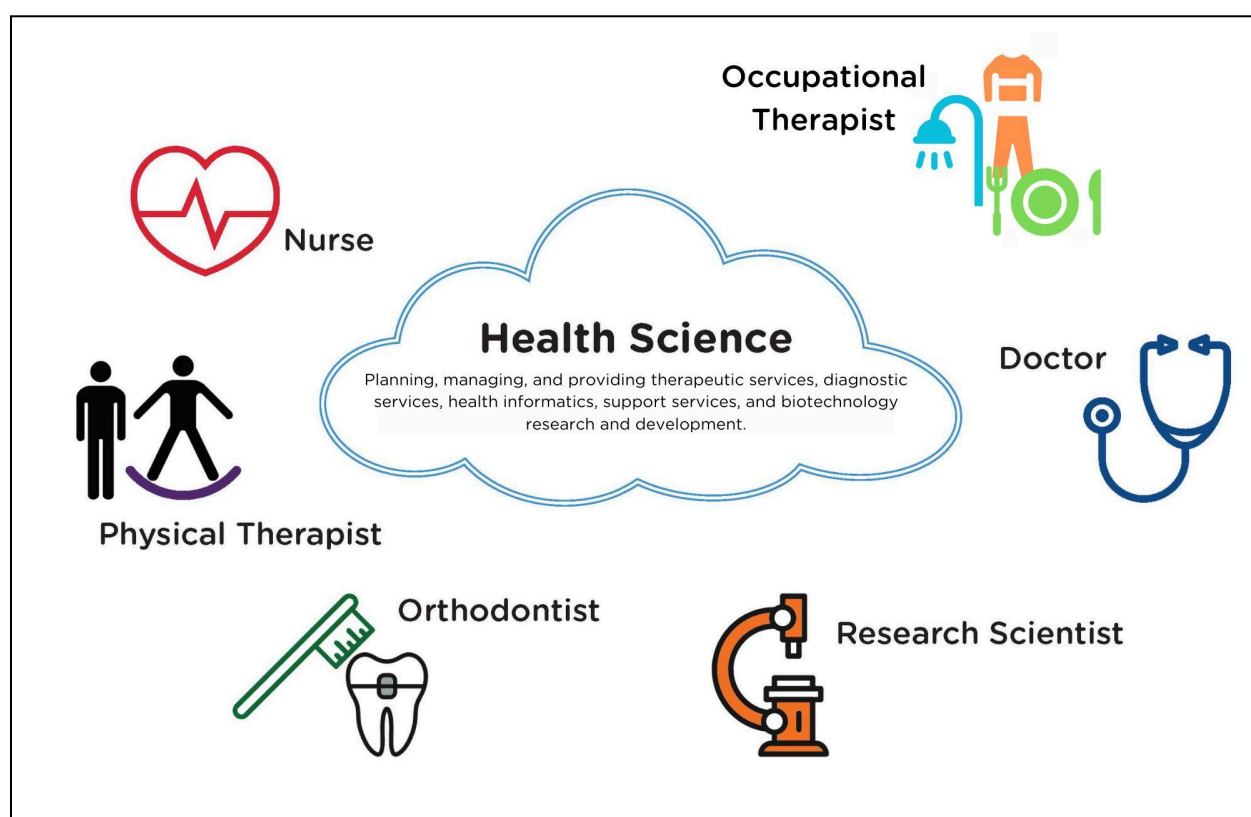 Occupational
Therapist
Nurse
Health Science
Planning, managing, and providing therapeutic services, diagnostic
services, health informatics, support services, and biotechnology
research and development.
Doctor
Physical Therapist
Orthodontist
Research Scientist